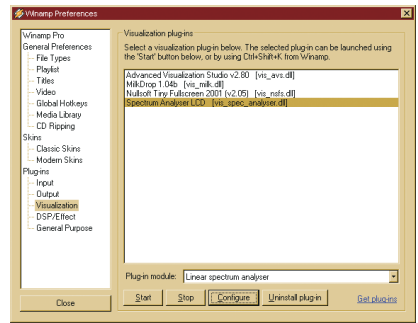 Winamp Preferences
Winamp Pro
General Preferences
File Types
Playlist
Titles
Video
Global Hotkeys
Media Library
CD Ripping
Skins
Classic Skins
Modern Skins
Plug-ins
Input
Output
Visualization
DSP/Effect
General Purpose
Close
Visualization plug-ins
Select a visualization plug-in below. The selected plug-in can be launched using
the 'Start' button below, or by using Ctrl+Shift+K from Winamp.
Advanced Visualization Studio v2.80 [vis_avs.dll]
MilkDrop 1.04b [vis_milk.dll]
Nullsoft Tiny Fullscreen 2001 (v2.05) [vis_nsfs.dll]
Spectrum Analyser LCD [vis_spec_analyser.dll]
Plug-in module: Linear spectrum analyser
Start Stop Configure Uninstall plug-in Get plug-ins